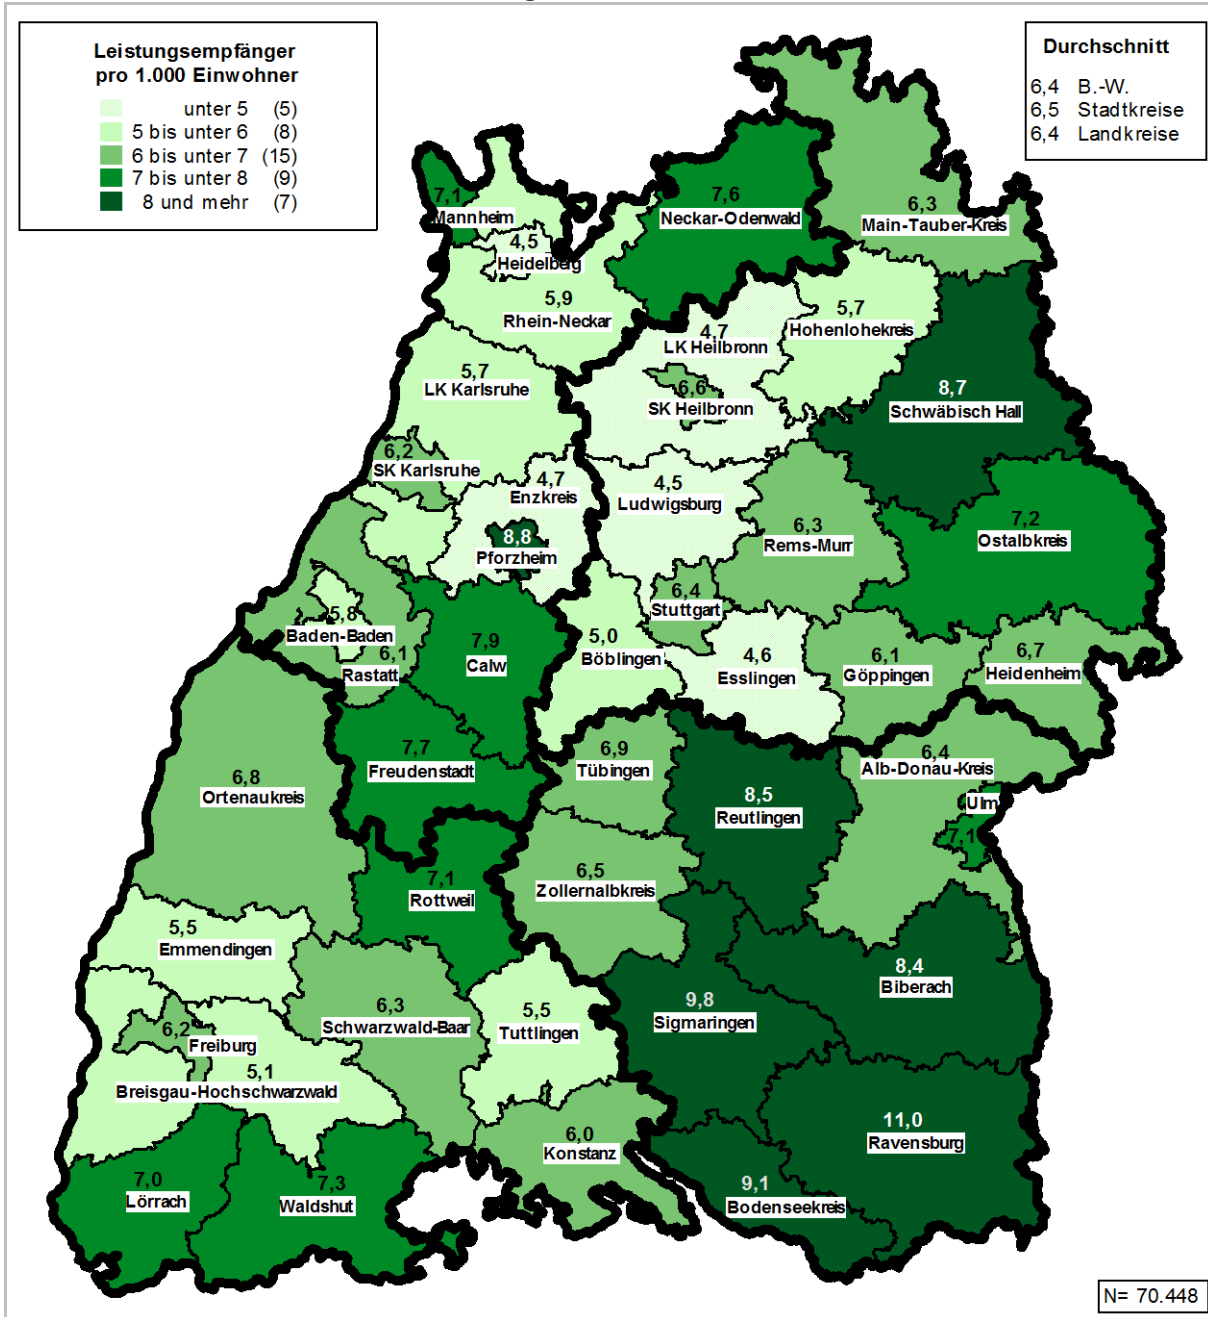 Leistungsempfänger
pro 1.000 Einwohner
unter 5 (5)
5 bis unter 6 (8)
6 bis unter 7 (15)
7 bis unter 8 (9)
8 und mehr (7)
Durchschnitt
6,4 B.-W.
6,5 Stadtkreise
6,4 Landkreise
7,1
Mannheim
4,5
Heidelberg
7,6
Neckar-Odenwald
6,3
Main-Tauber-Kreis
5,9
Rhein-Neckar
4,7
LK Heilbronn
5,7
Hohenlohekreis
5,7
LK Karlsruhe
6,6
SK Heilbronn
8,7
Schwäbisch Hall
6,2
SK Karlsruhe
4,7
Enzkreis
4,5
Ludwigsburg
8,8
Pforzheim
6,3
Rems-Murr
7,2
Ostalbkreis
5,8
Baden-Baden
6,1
Rastatt
7,9
Calw
5,0
Böblingen
6,4
Stuttgart
4,6
Esslingen
6,1
Göppingen
6,7
Heidenheim
7,7
Freudenstadt
6,9
Tübingen
6,4
Alb-Donau-Kreis
6,8
Ortenaukreis
8,5
Reutlingen
Ulm
7,1
7,1
Rottweil
6,5
Zollernalbkreis
5,5
Emmendingen
8,4
Biberach
6,3
Schwarzwald-Baar
5,5
Tuttlingen
9,8
Sigmaringen
6,2
Freiburg
5,1
Breisgau-Hochschwarzwald
6,0
Konstanz
11,0
Ravensburg
7,0
Lörrach
7,3
Waldshut
9,1
Bodenseekreis
N= 70.448